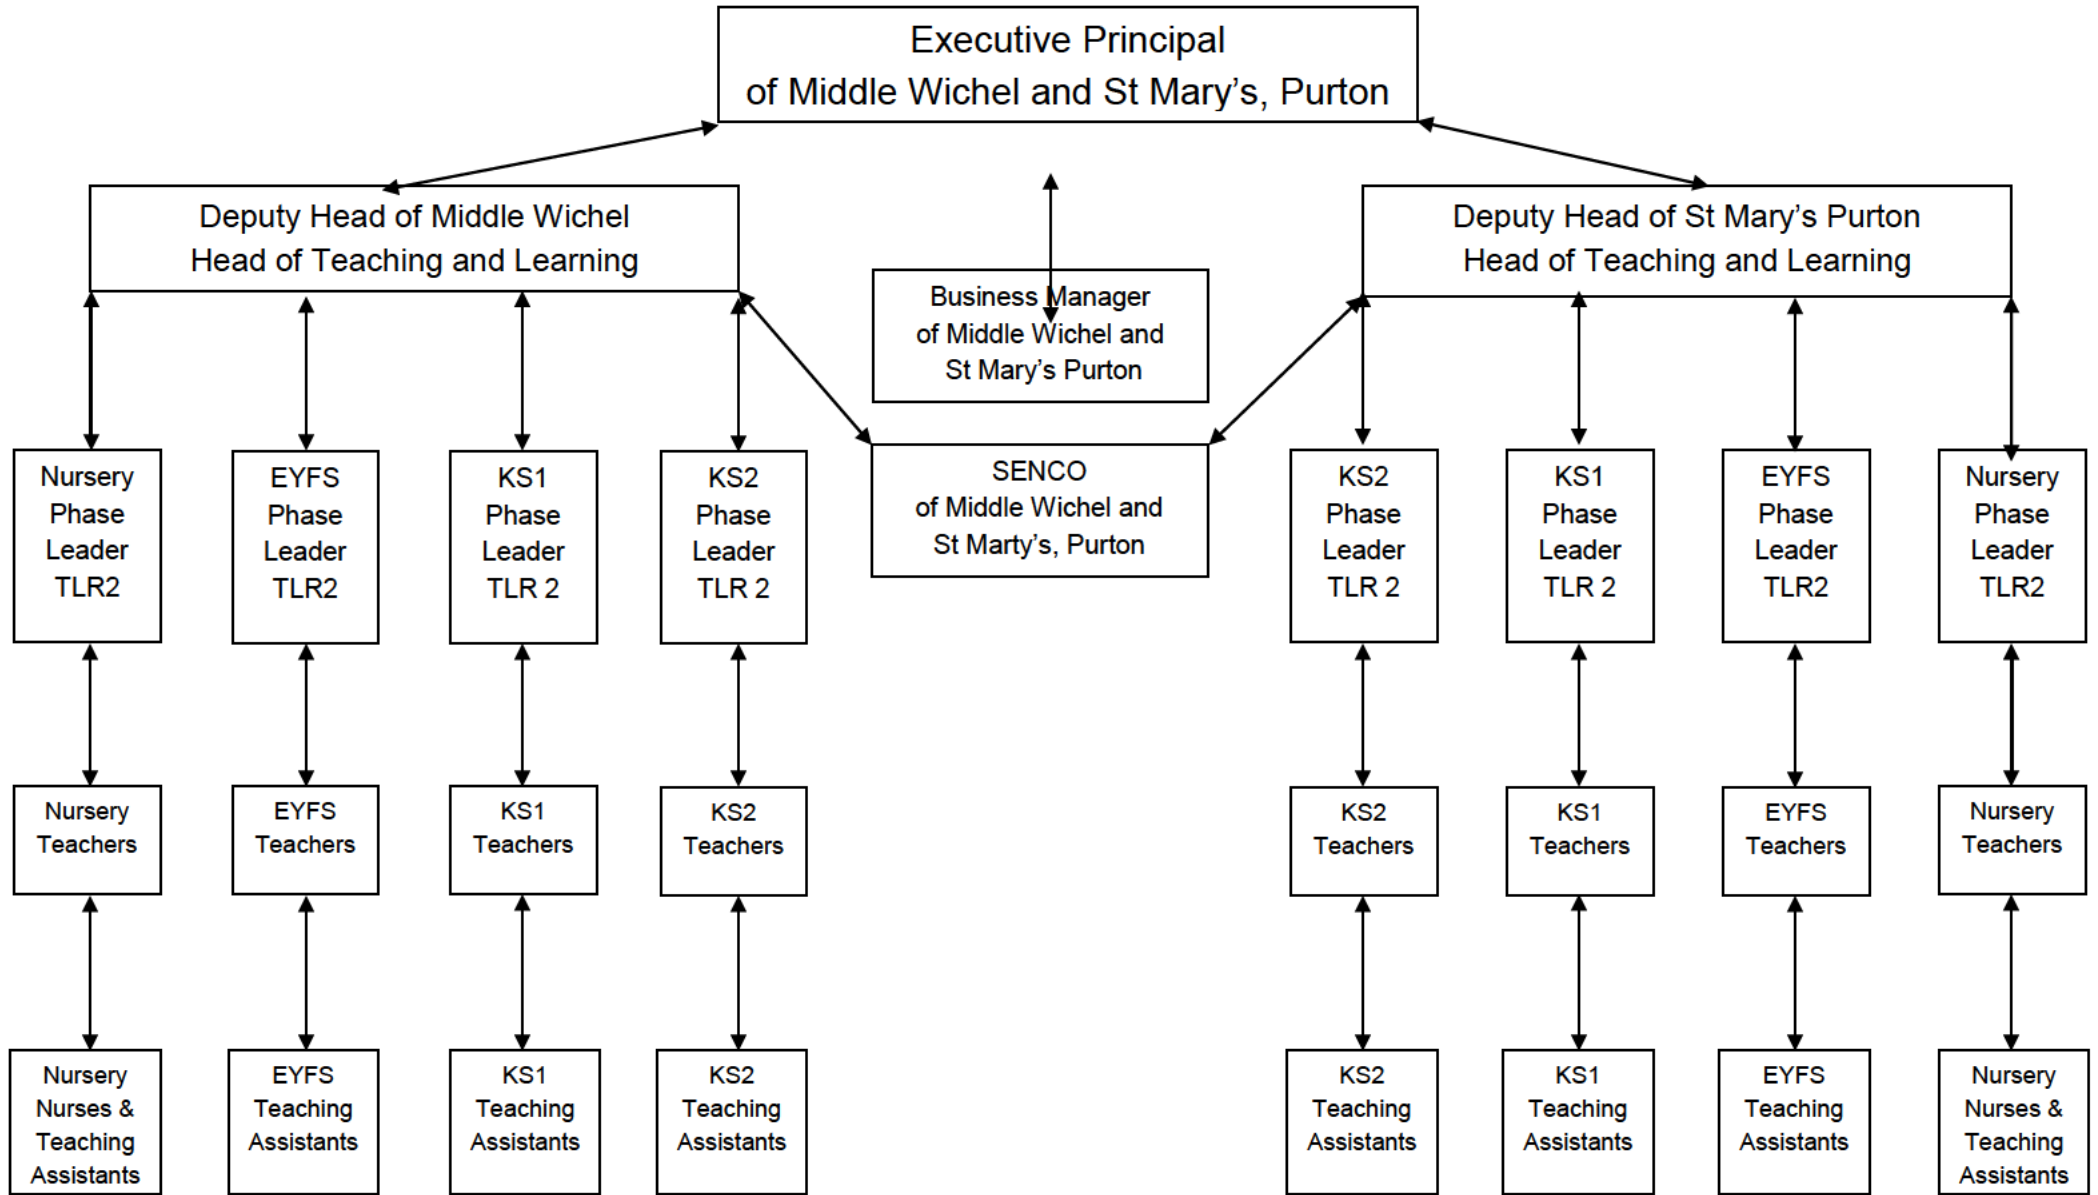 Executive Principal
of Middle Wichel and St Mary’s, Purton
Deputy Head of Middle Wichel
Head of Teaching and Learning
Deputy Head of St Mary’s Purton
Head of Teaching and Learning
Business Manager
of Middle Wichel and
St Mary’s Purton
SENCO
of Middle Wichel and
St Marty’s, Purton
Nursery
Phase
Leader
TLR2
EYFS
Phase
Leader
TLR2
KS1
Phase
Leader
TLR 2
KS2
Phase
Leader
TLR 2
KS2
Phase
Leader
TLR 2
KS1
Phase
Leader
TLR 2
EYFS
Phase
Leader
TLR2
Nursery
Phase
Leader
TLR2
Nursery
Teachers
EYFS
Teachers
KS1
Teachers
KS2
Teachers
KS2
Teachers
KS1
Teachers
EYFS
Teachers
Nursery
Teachers
Nursery
Nurses &
Teaching
Assistants
EYFS
Teaching
Assistants
KS1
Teaching
Assistants
KS2
Teaching
Assistants
KS2
Teaching
Assistants
KS1
Teaching
Assistants
EYFS
Teaching
Assistants
Nursery
Nurses &
Teaching
Assistants